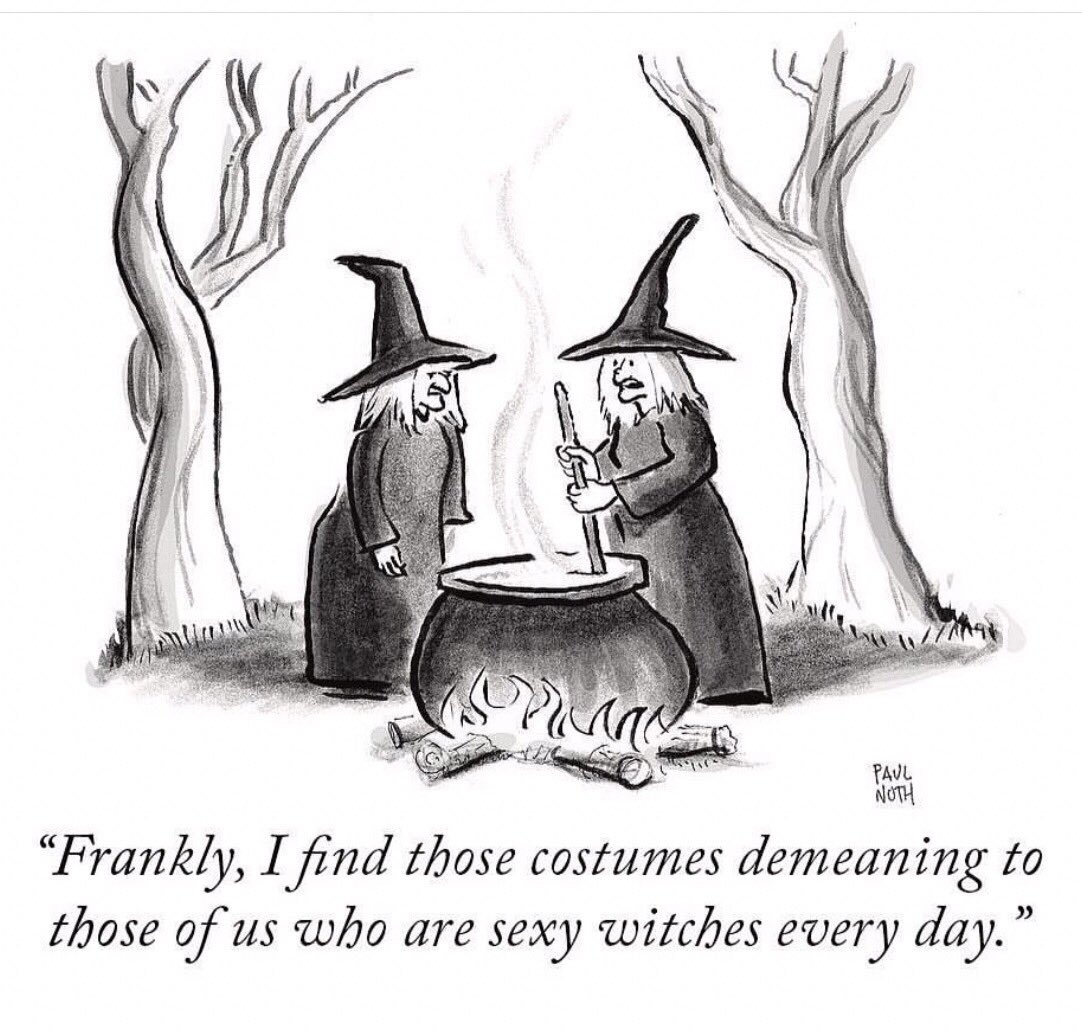 PAUL
NOTH
“Frankly, I find those costumes demeaning to
those of us who are sexy witches every day.”